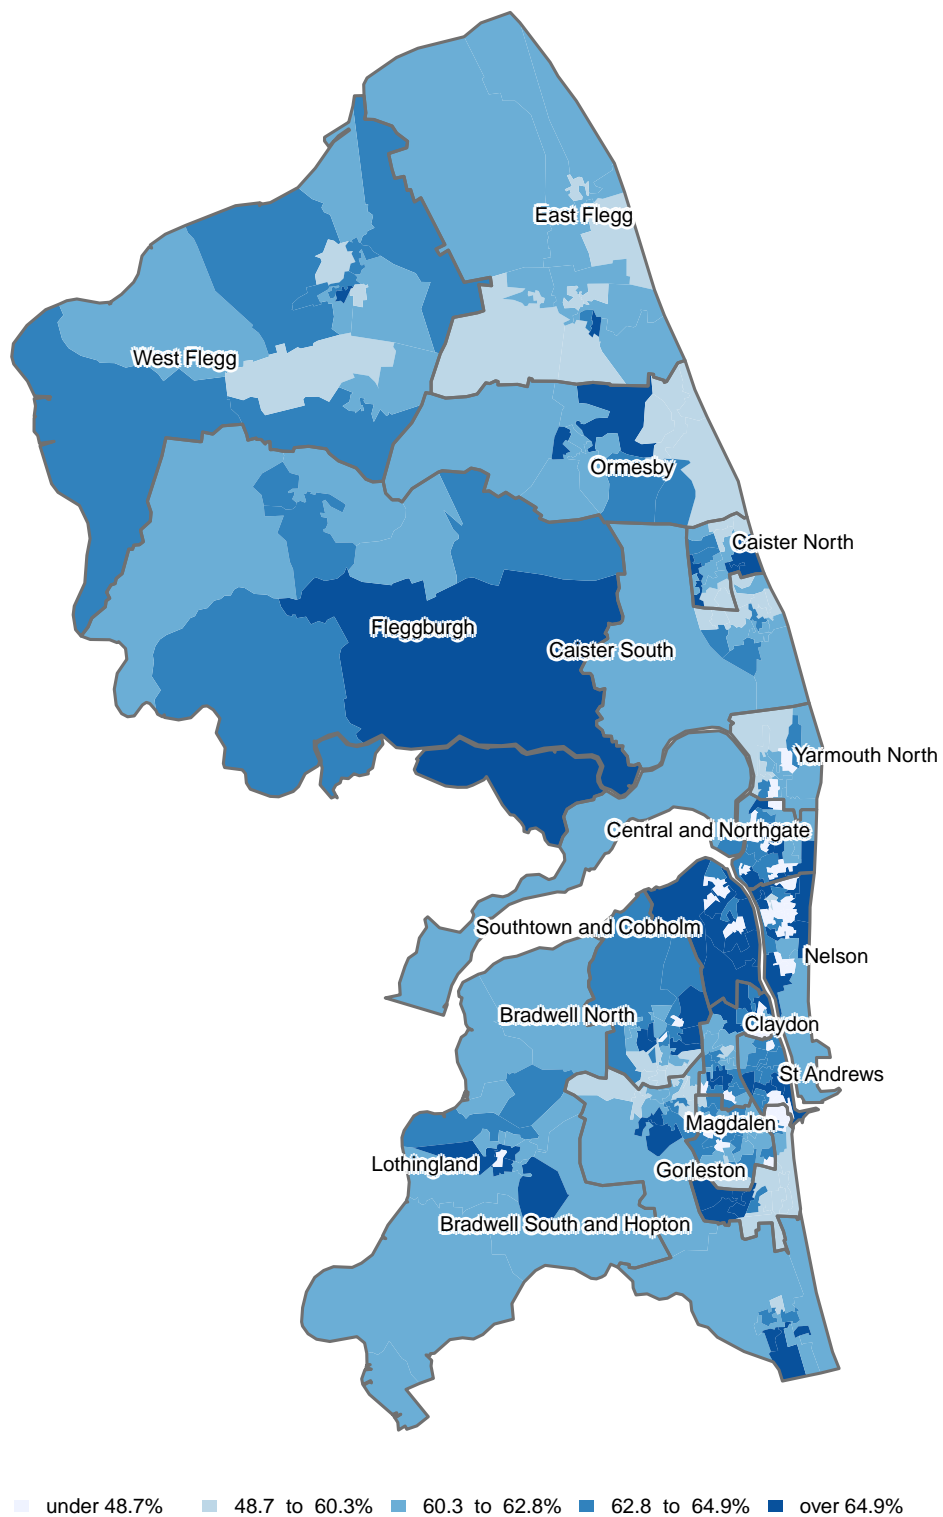 East Flegg
West Flegg
Ormesby
Caister North
Fleggburgh
Caister South
Yarmouth North
Central and Northgate
Southtown and Cobholm
Nelson
Bradwell North
Claydon
St Andrews
Magdalen
Lothingland
Gorleston
Bradwell South and Hopton
under 48.7% 48.7 to 60.3% 60.3 to 62.8% 62.8 to 64.9% over 64.9%